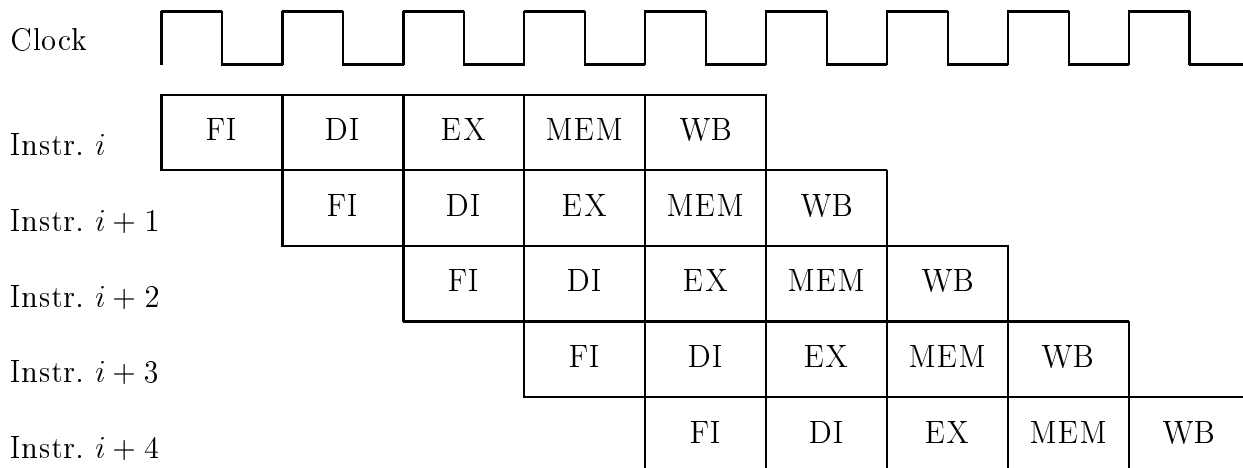 Clock
Instr. i FI DI EX MEM WB
Instr. i + 1 FI DI EX MEM WB
Instr. i + 2 FI DI EX MEM WB
Instr. i + 3 FI DI EX MEM WB
Instr. i + 4 FI DI EX MEM WB